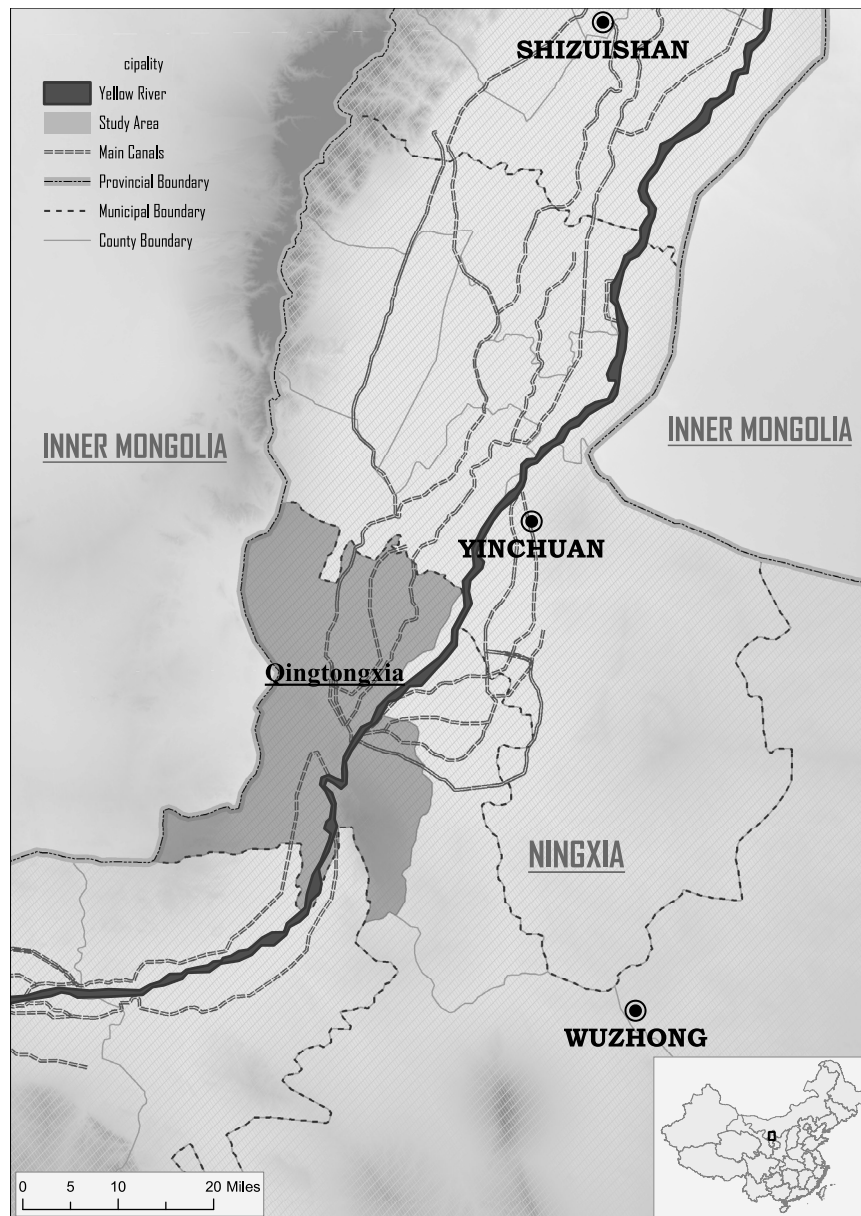 SHIZUISHAN
cipality
Yellow River
Study Area
Main Canals
Provincial Boundary
Municipal Boundary
County Boundary
INNER MONGOLIA
INNER MONGOLIA
YINCHUAN
Qingtongxia
NINGXIA
WUZHONG
0 5 10 20 Miles